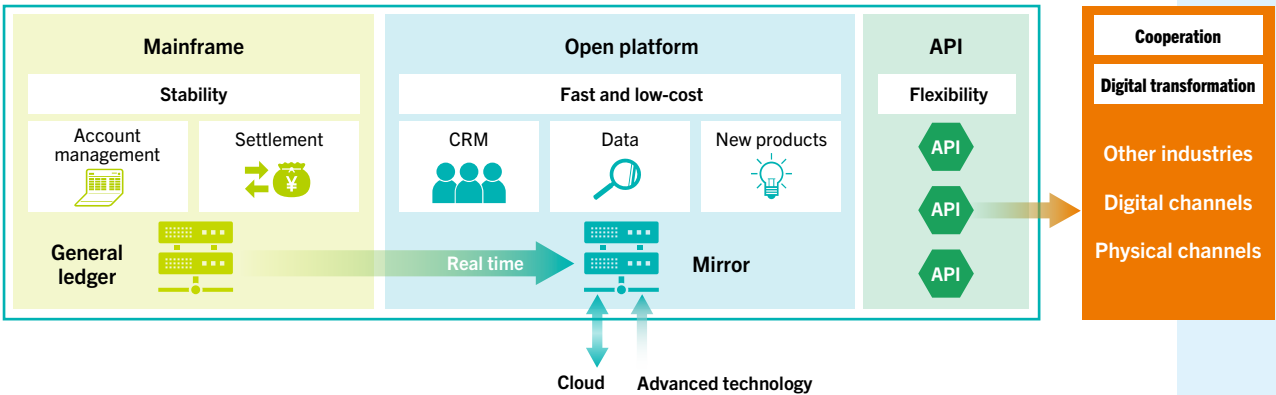 Mainframe
Stability
Account
management
Settlement
¥
General
ledger
Open platform
Fast and low-cost
CRM
Data
New products
Real time
Mirror
Cloud
Advanced technology
API
Flexibility
API
API
API
Cooperation
Digital transformation
Other industries
Digital channels
Physical channels